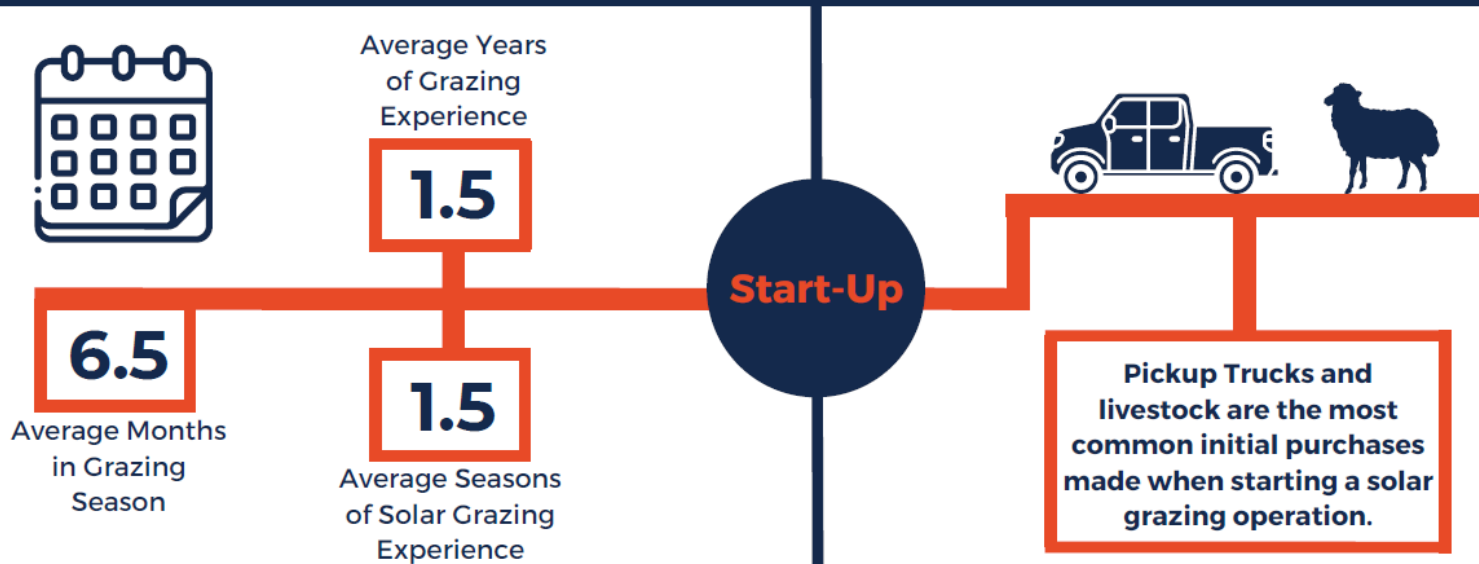 Average Years
of Grazing
Experience
1.5
6.5
Average Months
in Grazing
Season
1.5
Average Seasons
of Solar Grazing
Experience
Start-Up
Pickup Trucks and
livestock are the most
common initial purchases
made when starting a solar
grazing operation.